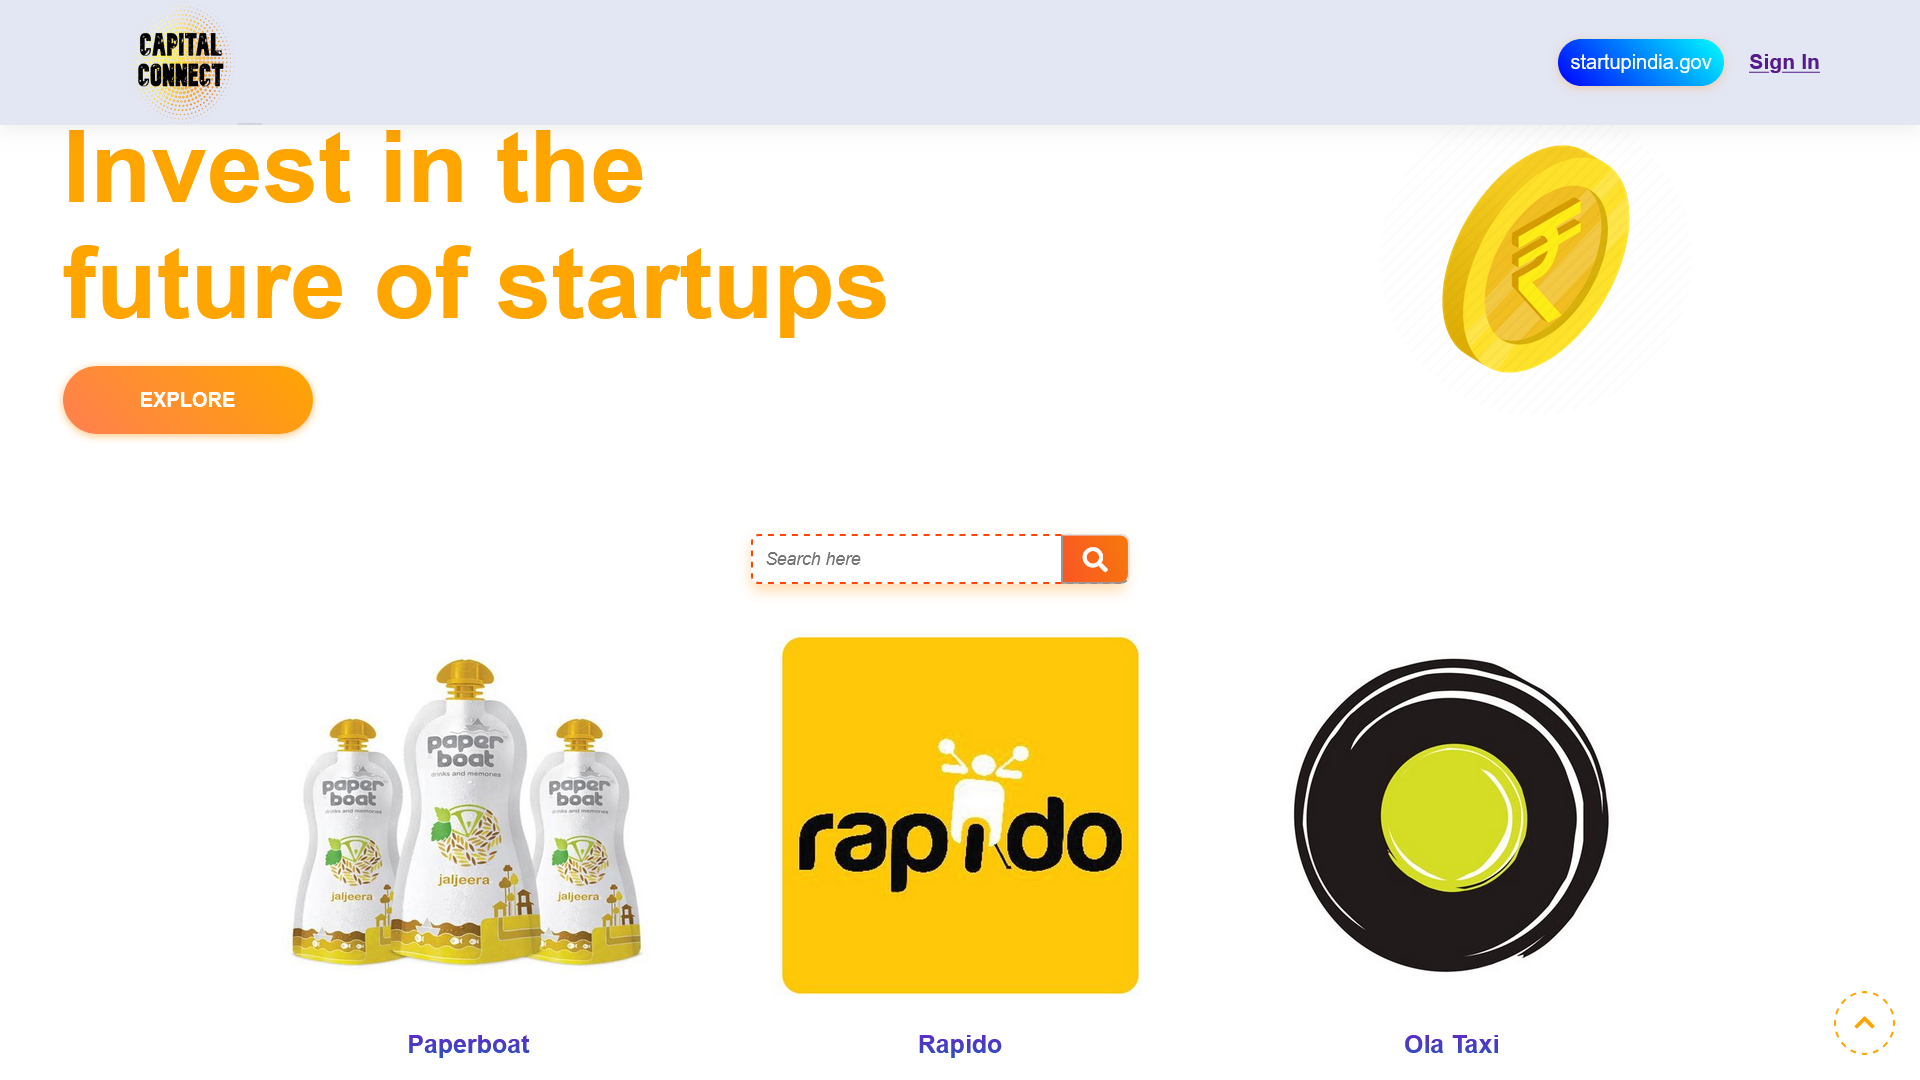 CAPITAL
CONNECT
startupindia.gov
Sign In
Invest in the
future of startups
EXPLORE
Search here
paper
boat
drinks and memories
jaljeera
paper
boat
drinks and memories
jaljeera
paper
boat
drinks and memories
jaljeera
rapido
Paperboat
Rapido
Ola Taxi